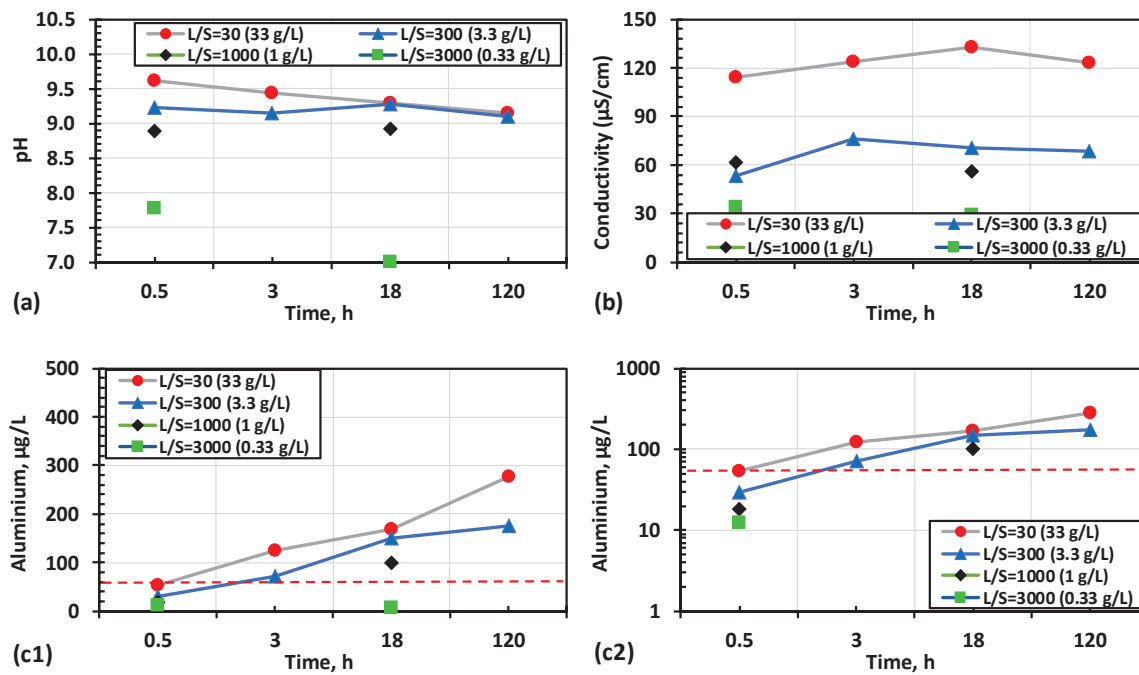 10.5
10.0
9.5
9.0
8.5
8.0
7.5
7.0
pH
L/S=30 (33 g/L) L/S=300 (3.3 g/L)
L/S=1000 (1 g/L) L/S=3000 (0.33 g/L)
0.5 3 18 120
Time, h
(a)
150
120
90
60
30
0
Conductivity (µS/cm)
L/S=30 (33 g/L) L/S=300 (3.3 g/L)
L/S=1000 (1 g/L) L/S=3000 (0.33 g/L)
0.5 3 18 120
Time, h
(b)
500
400
300
200
100
0
Aluminium, µg/L
L/S=30 (33 g/L)
L/S=300 (3.3 g/L)
L/S=1000 (1 g/L)
L/S=3000 (0.33 g/L)
0.5 3 18 120
Time, h
(c1)
1000
100
10
1
Aluminium, µg/L
L/S=30 (33 g/L)
L/S=300 (3.3 g/L)
L/S=1000 (1 g/L)
L/S=3000 (0.33 g/L)
0.5 3 18 120
Time, h
(c2)